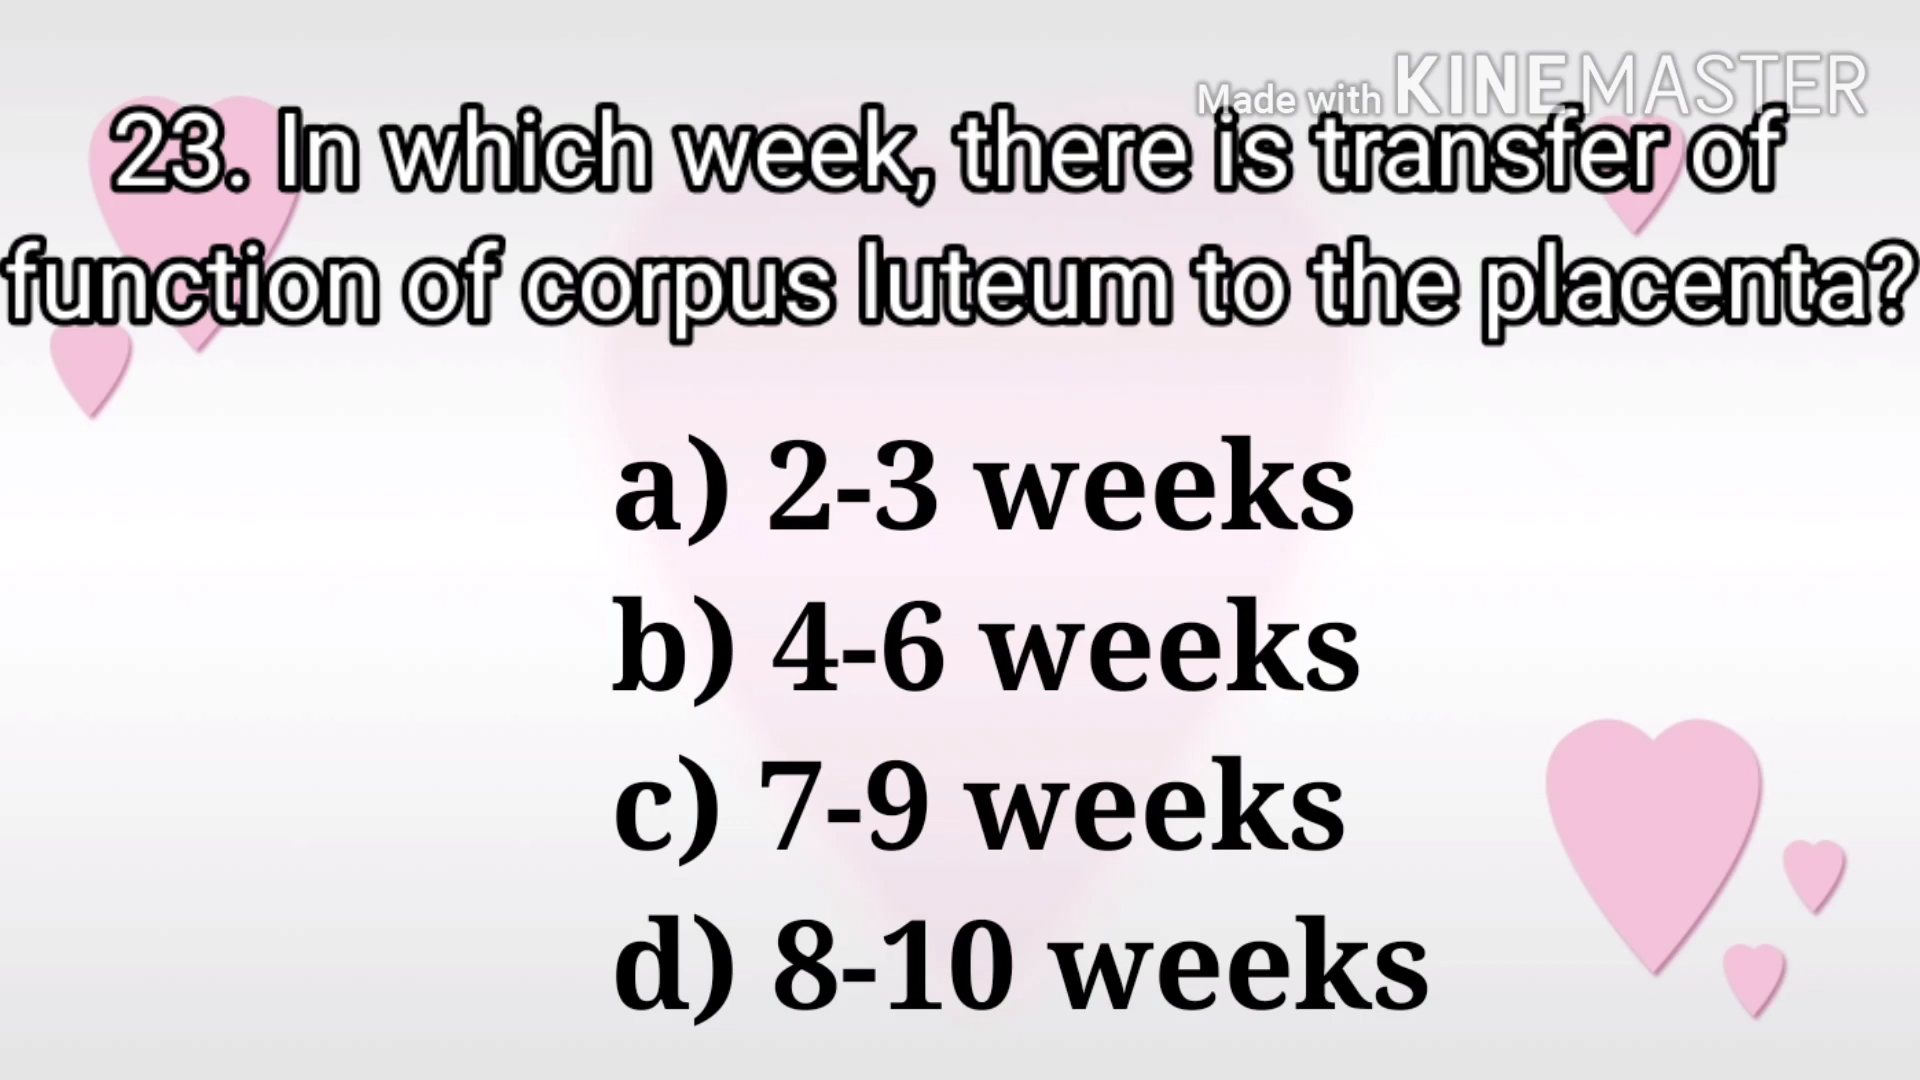 Made with KINEMASTER
23. In which week, there is transfer of
function of corpus luteum to the placenta?
a) 2-3 weeks
b) 4-6 weeks
c) 7-9 weeks
d) 8-10 weeks